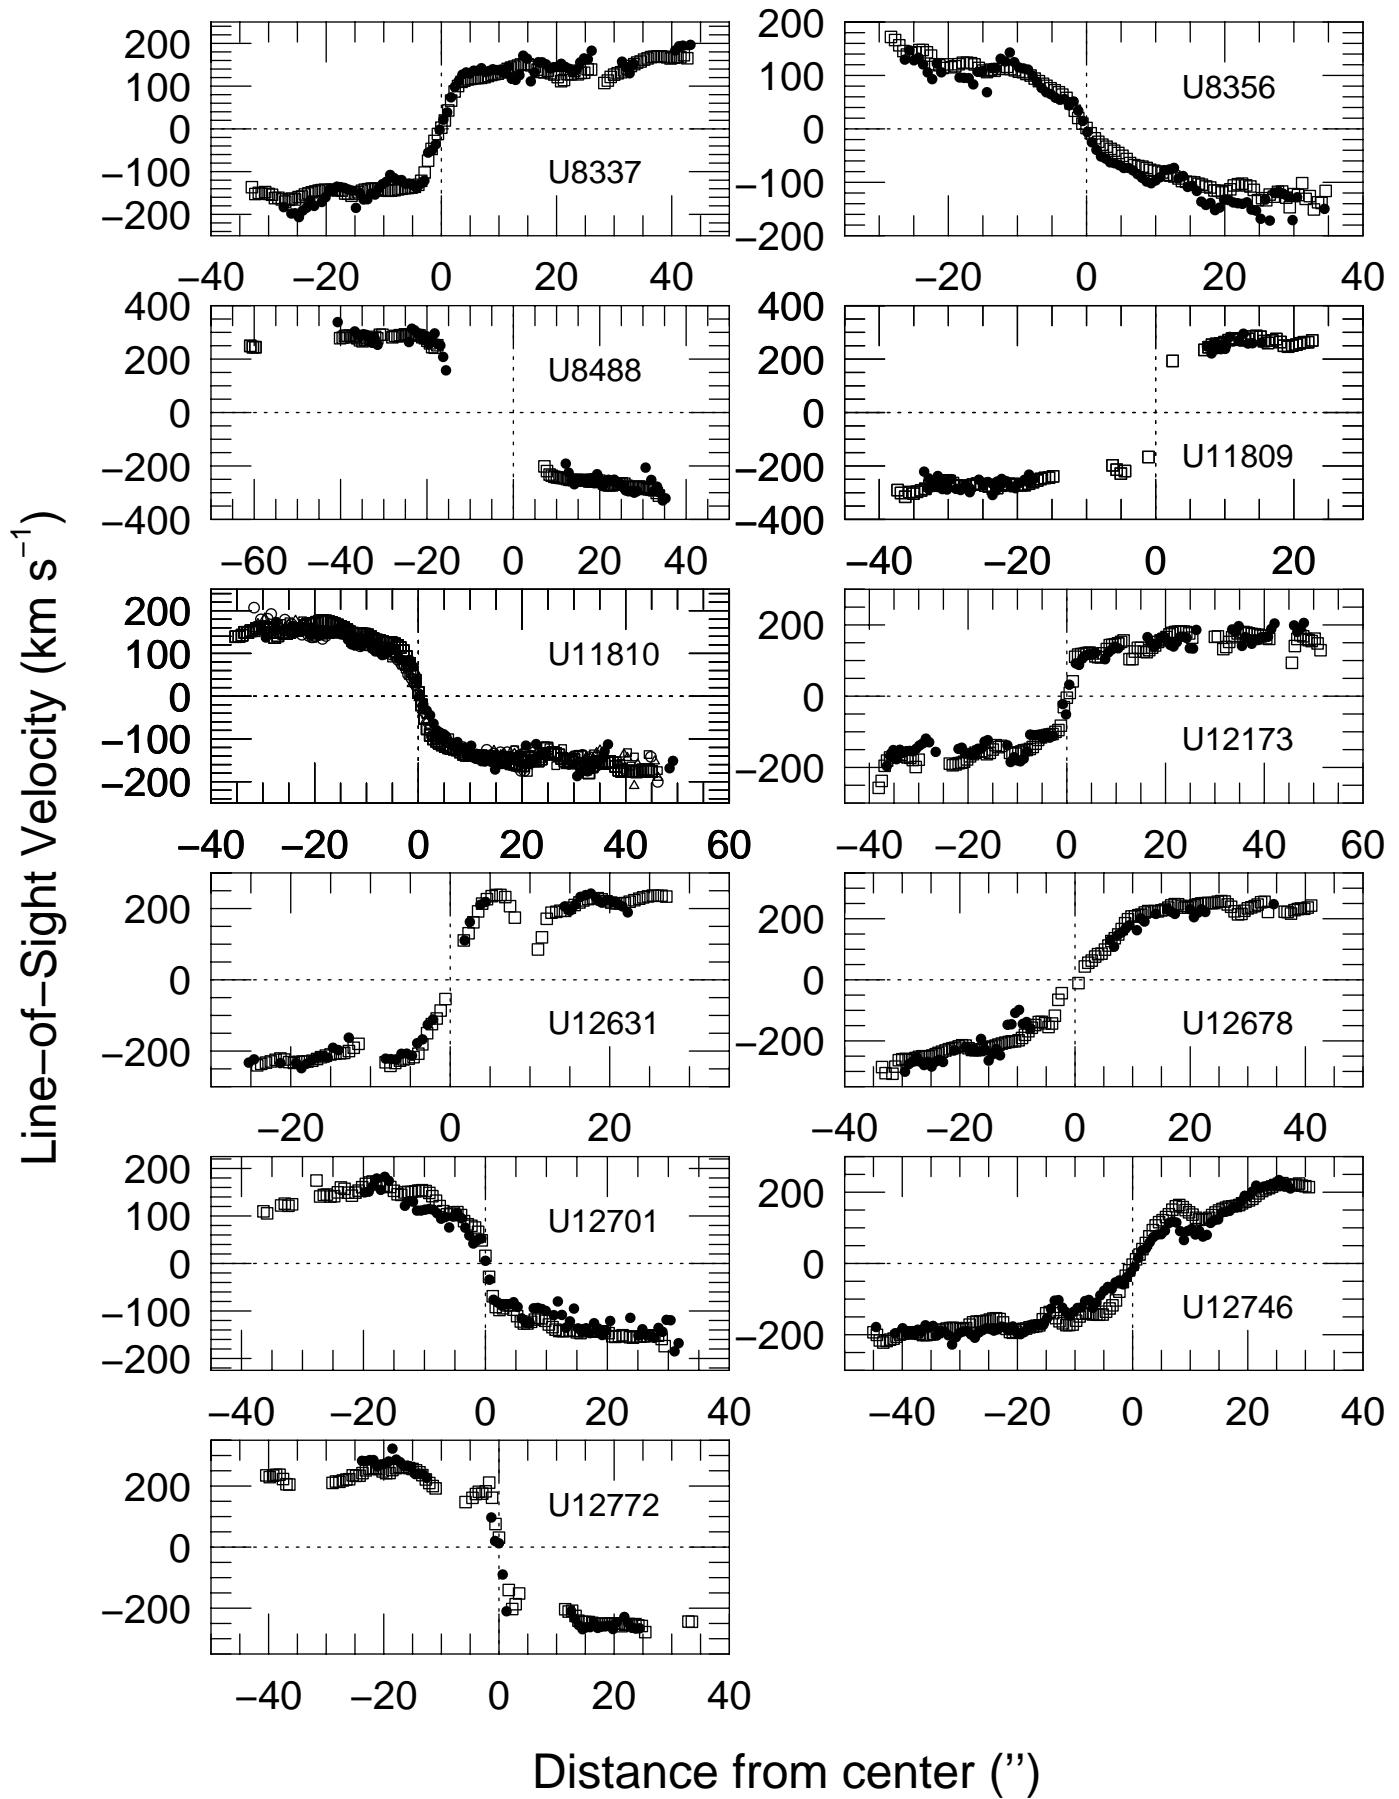 200
100
0
−100
−200
U8337
−40 −20 0 20 40
200
100
0
−100
−200
U8356
−20 0 20 40
400
200
0
−200
−400
U8488
−60 −40 −20 0 20 40
400
200
0
−200
−400
U11809
−40 −20 0 20
200
100
0
−100
−200
U11810
−40 −20 0 20 40 60
200
0
−200
U12173
−40 −20 0 20 40 60
200
0
−200
U12631
−20 0 20
200
0
−200
U12678
−40 −20 0 20 40
200
100
0
−100
−200
U12701
−40 −20 0 20 40
200
0
−200
U12746
−40 −20 0 20 40
200
0
−200
U12772
−40 −20 0 20 40
Line−of−Sight Velocity (km s⁻¹)
Distance from center (’’)